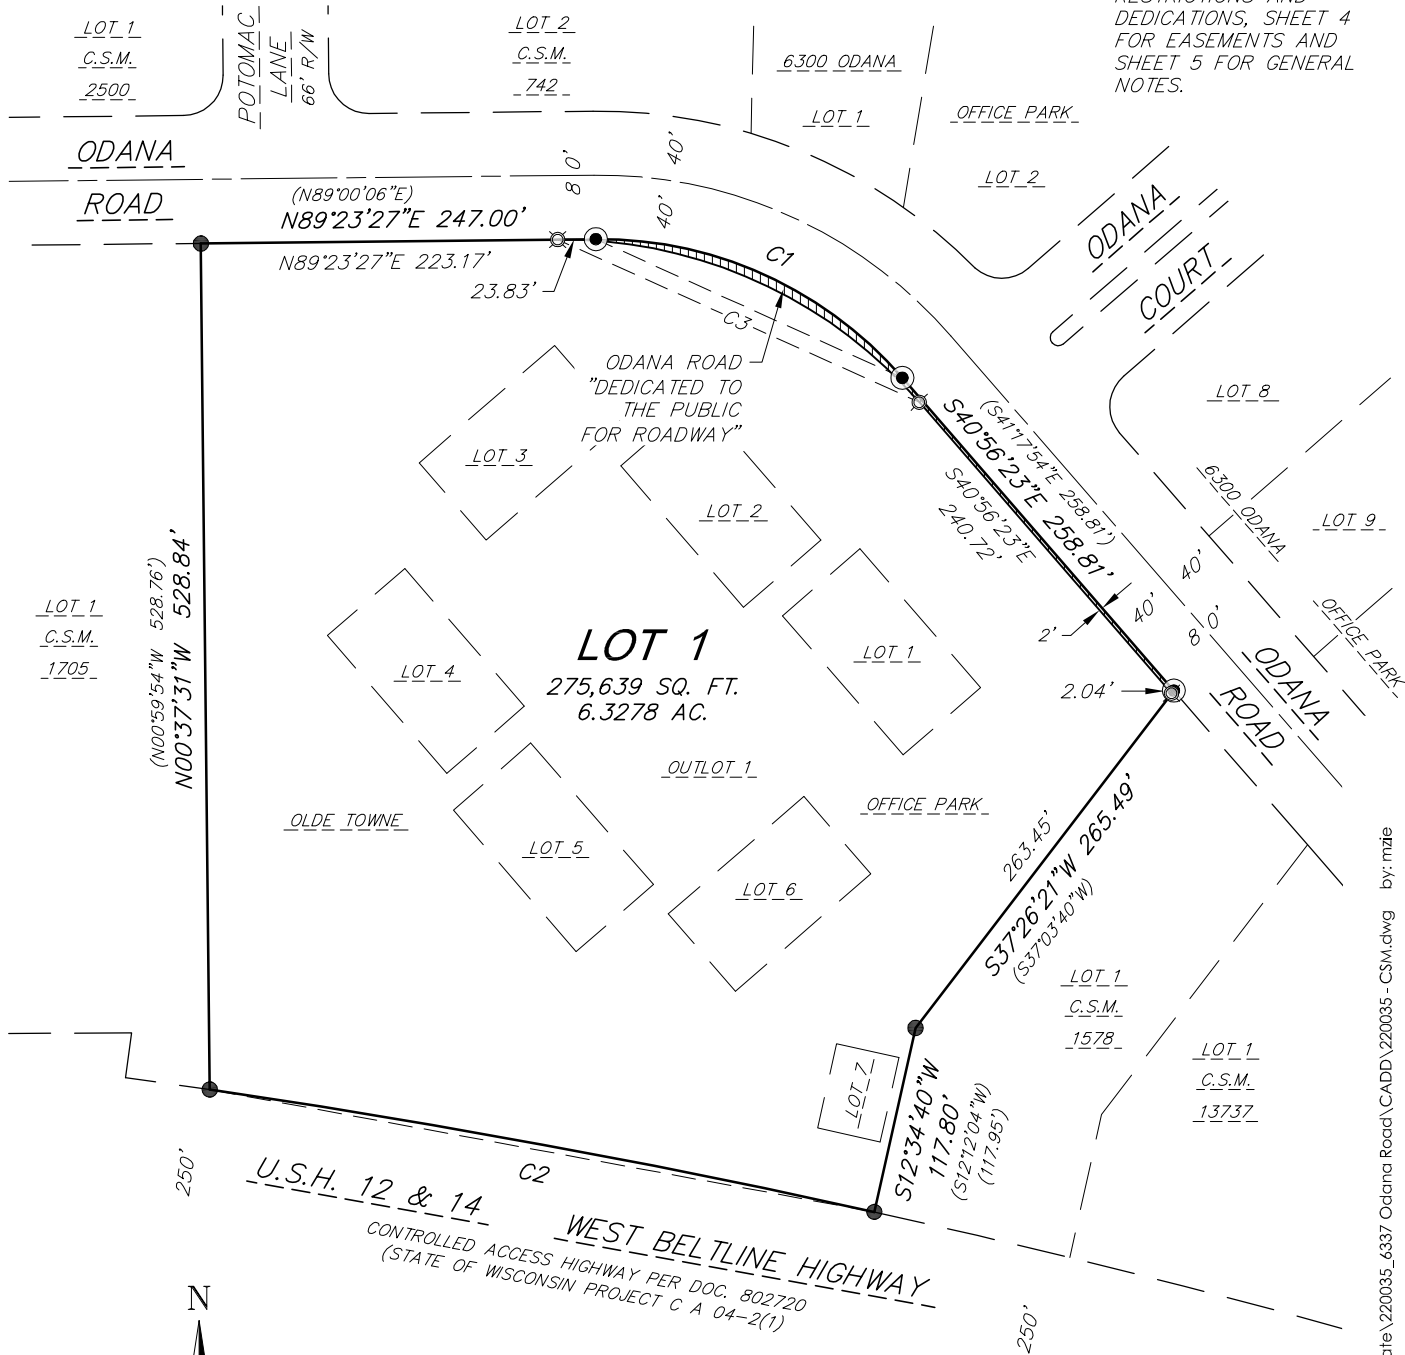 RESTRICTIONS AND
DEDICATIONS, SHEET 4
FOR EASEMENTS AND
SHEET 5 FOR GENERAL
NOTES.
LOT 1
C.S.M.
2500
POTOMAC
LANE
66' R/W
LOT 2
C.S.M.
742
6300 ODANA
LOT 1
OFFICE PARK
LOT 2
ODANA
ROAD
8 0'
40'
40'
ODANA
COURT
(N89°00'06"E)
N89°23'27"E 247.00'
N89°23'27"E 223.17'
23.83'
C1
C3
ODANA ROAD
"DEDICATED TO
THE PUBLIC
FOR ROADWAY"
LOT 8
6300 ODANA
LOT 9
OFFICE PARK
(S41°17'54"E 258.81')
S40°56'23"E 258.81'
S40°56'23"E
240.72'
LOT 3
LOT 2
LOT 1
LOT 4
LOT 1
275,639 SQ. FT.
6.3278 AC.
2'
40'
40'
8 0'
2.04'
ODANA
ROAD
LOT 1
C.S.M.
1705
(N00°59'54"W 528.76')
N00°37'31"W 528.84'
OUTLOT 1
OLDE TOWNE
OFFICE PARK
LOT 5
LOT 6
263.45'
S37°26'21"W 265.49'
(S37°03'40"W)
LOT 1
C.S.M.
1578
LOT 1
C.S.M.
13737
LOT 7
S12°34'40"W
117.80'
(S12°12'04"W)
(117.95')
250'
C2
U.S.H. 12 & 14
WEST BELTLINE HIGHWAY
CONTROLLED ACCESS HIGHWAY PER DOC. 802720
(STATE OF WISCONSIN PROJECT C A 04-2(1)
250'
N
ate\220035_6337 Odana Road\CADD\220035 - CSM.dwg by: mzie